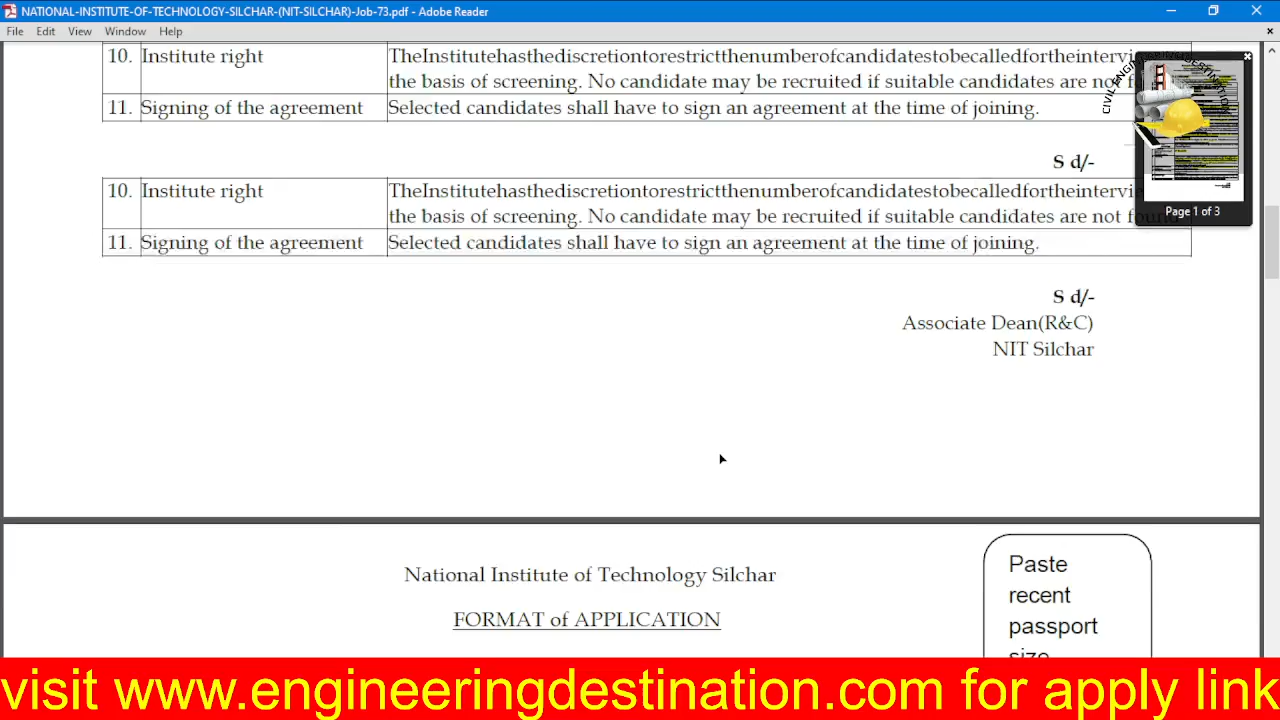 NATIONAL-INSTITUTE-OF-TECHNOLOGY-SILCHAR-(NIT-SILCHAR)-Job-73.pdf - Adobe Reader
File Edit View Window Help
10. Institute right TheInstitutehasthediscretiontorestrictthenumberofcandidatestobecalledfortheintervi
the basis of screening. No candidate may be recruited if suitable candidates are not
11. Signing of the agreement Selected candidates shall have to sign an agreement at the time of joining.
S d/-
10. Institute right TheInstitutehasthediscretiontorestrictthenumberofcandidatestobecalledfortheintervie
the basis of screening. No candidate may be recruited if suitable candidates are not found
11. Signing of the agreement Selected candidates shall have to sign an agreement at the time of joining.
Page 1 of 3
S d/-
Associate Dean(R&C)
NIT Silchar
National Institute of Technology Silchar
FORMAT of APPLICATION
Paste
recent
passport
size
visit www.engineeringdestination.com for apply link